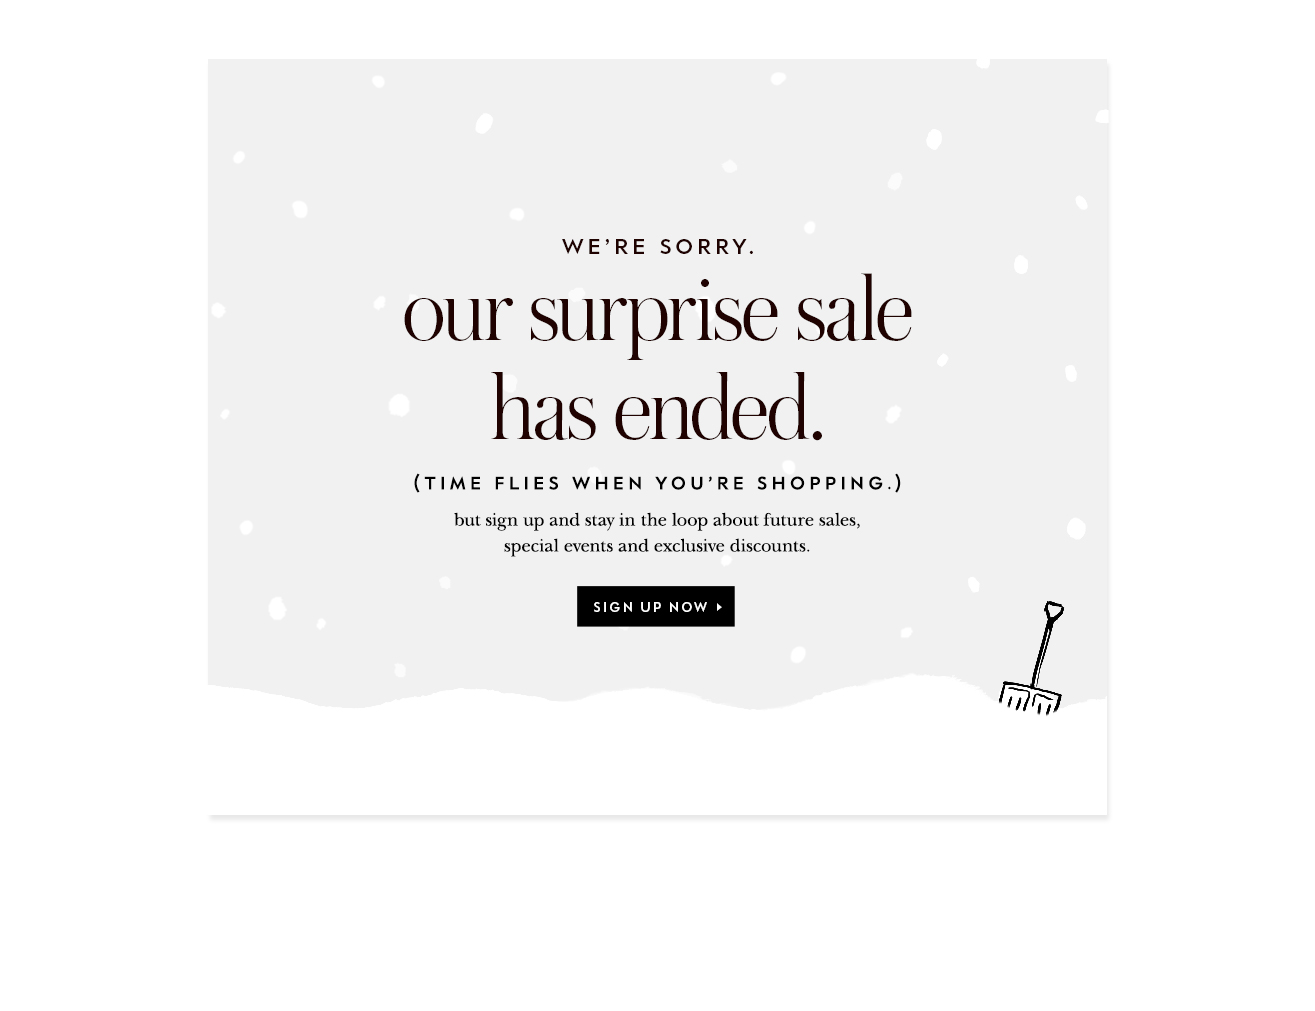 WE’RE SORRY.
our surprise sale
has ended.
(TIME FLIES WHEN YOU’RE SHOPPING.)
but sign up and stay in the loop about future sales,
special events and exclusive discounts.
SIGN UP NOW